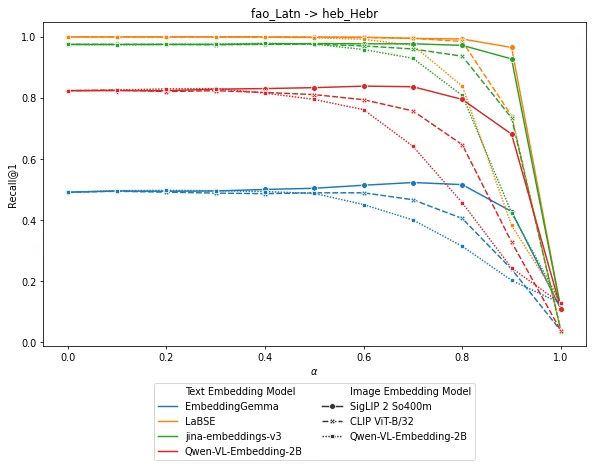 fao_Latn -> heb_Hebr
Recall@1
1.0
0.8
0.6
0.4
0.2
0.0
0.0 0.2 0.4 0.6 0.8 1.0
α
Text Embedding Model
EmbeddingGemma
LaBSE
jina-embeddings-v3
Qwen-VL-Embedding-2B
Image Embedding Model
SigLIP 2 So400m
CLIP ViT-B/32
Qwen-VL-Embedding-2B